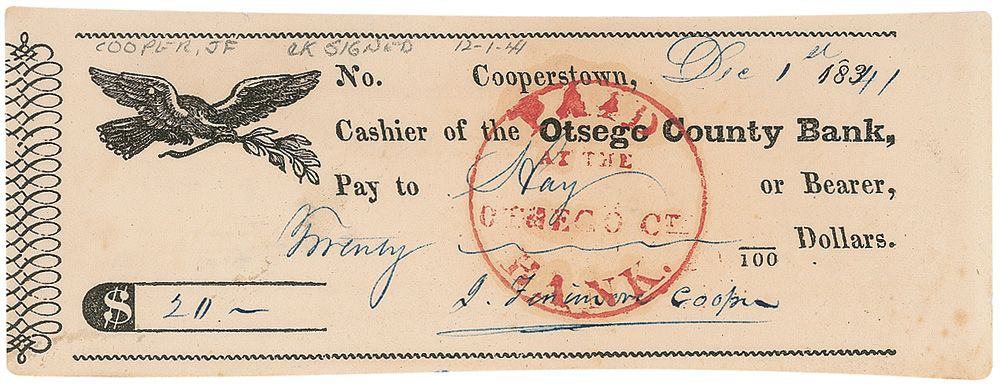 COOPER, JF CK SIGNED 12-1-41
No. Cooperstown, Dec 1st 1841
Cashier of the Otsego County Bank,
Pay to Hay or Bearer,
Twenty /100 Dollars.
$ 20 –
J. Fenimore Cooper
PAID
AT THE
OTSEGO Co.
BANK.